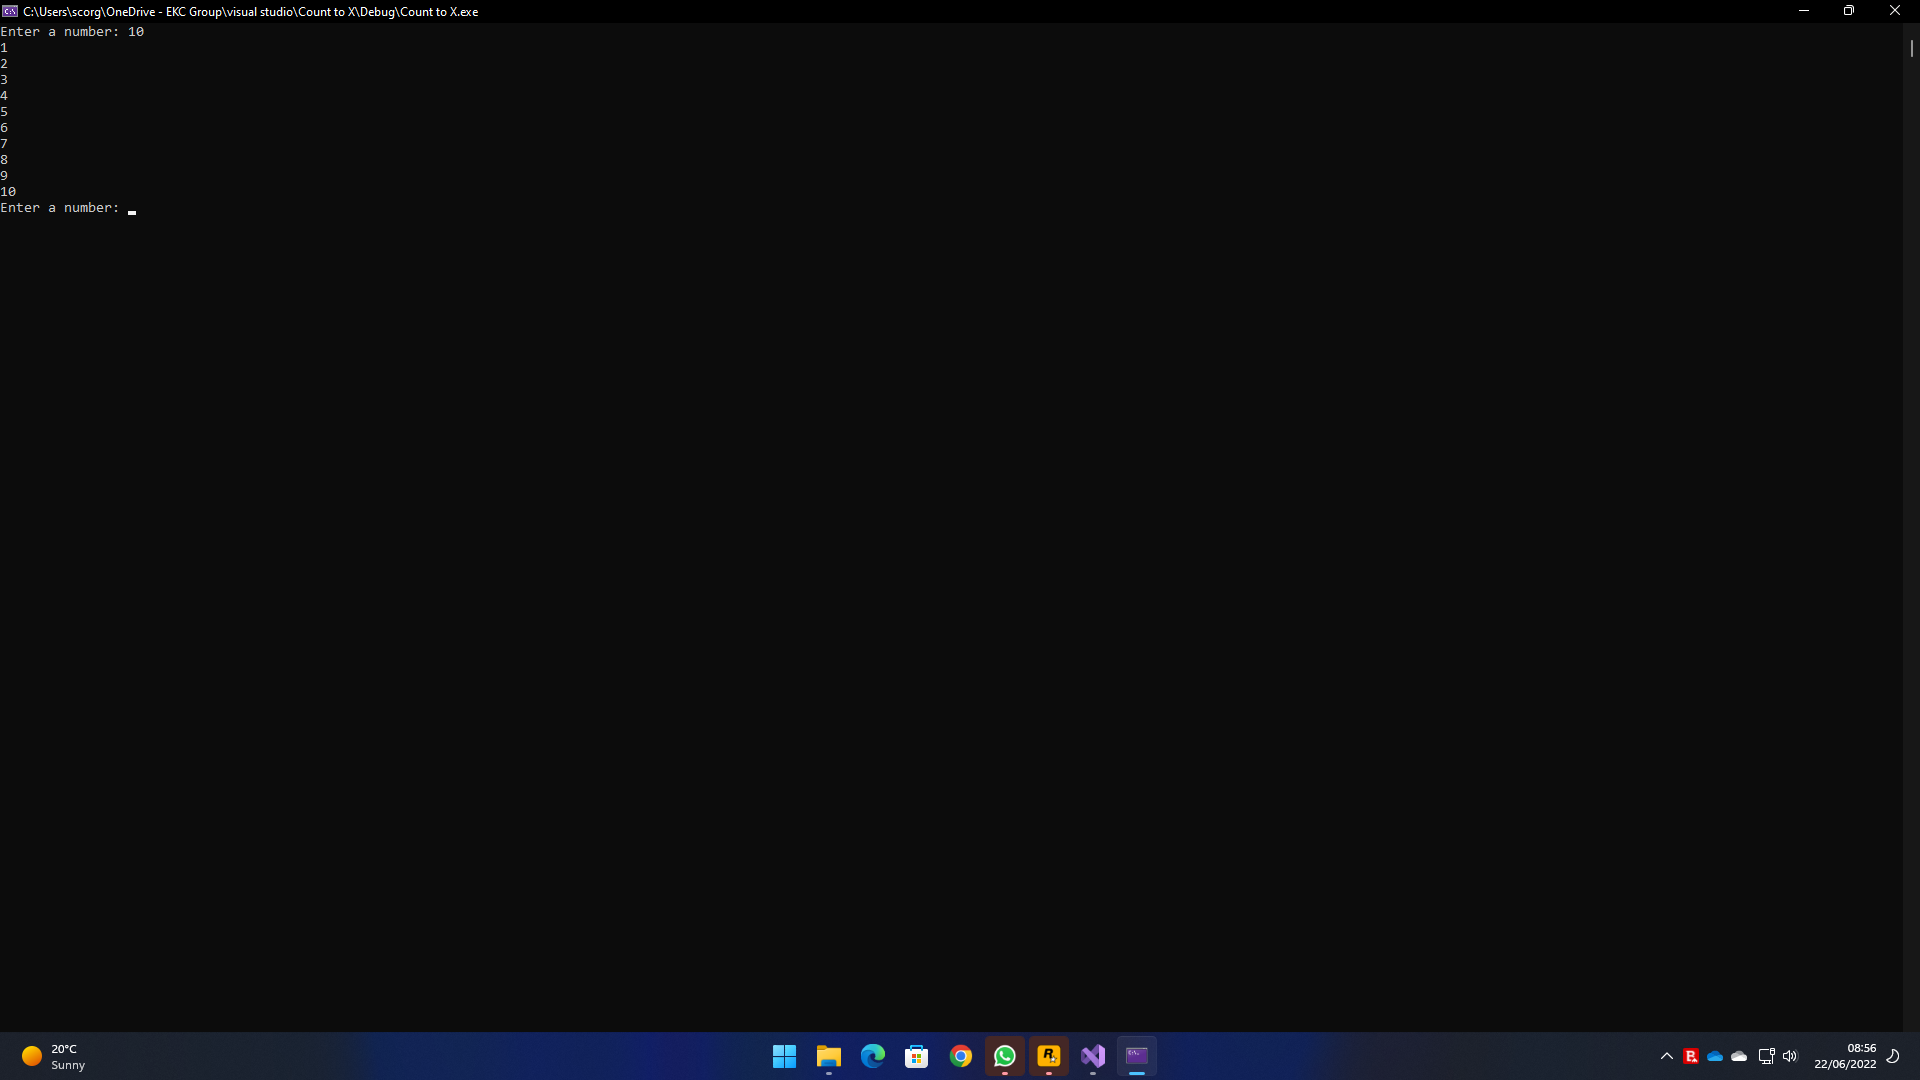 C:\Users\scorg\OneDrive - EKC Group\visual studio\Count to X\Debug\Count to X.exe
Enter a number: 10
1
2
3
4
5
6
7
8
9
10
Enter a number:
20°C
Sunny
08:56
22/06/2022